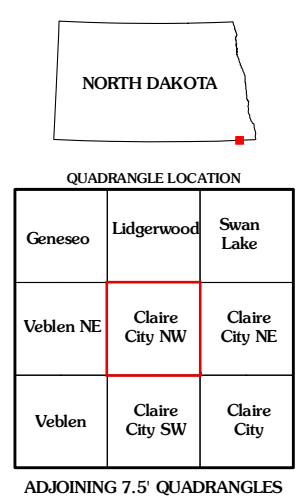 NORTH DAKOTA
QUADRANGLE LOCATION
Geneseo
Lidgerwood
Swan
Lake
Veblen NE
Claire
City NW
Claire
City NE
Veblen
Claire
City SW
Claire
City
ADJOINING 7.5' QUADRANGLES